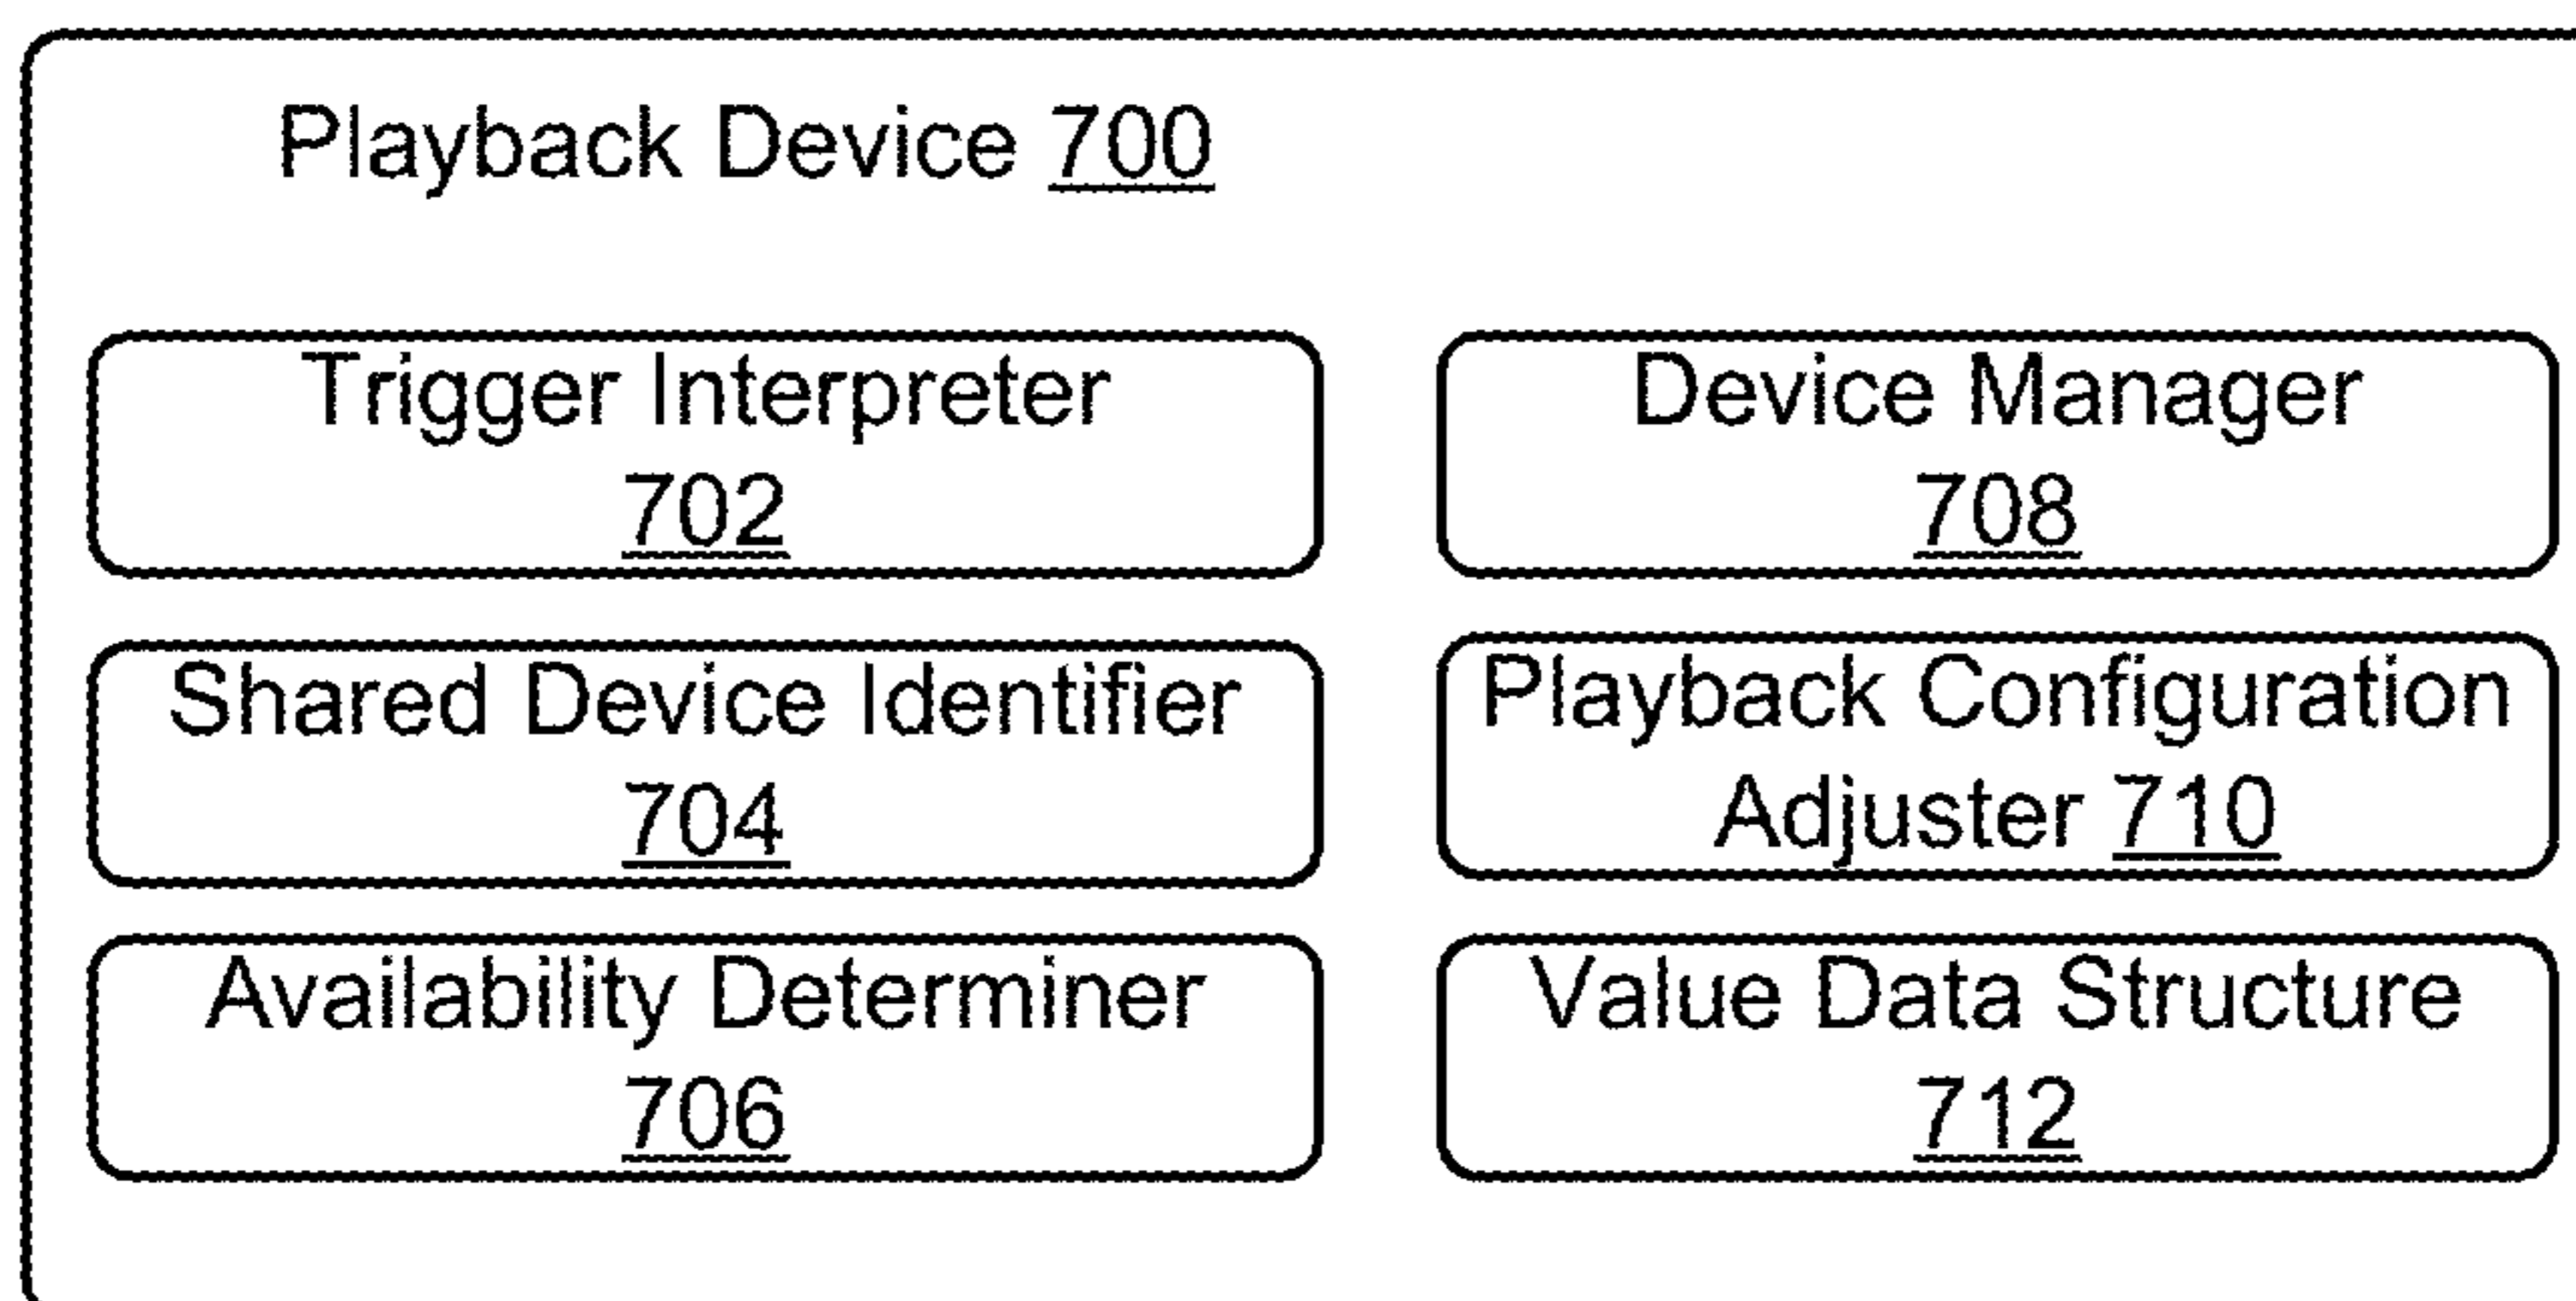 Playback Device 700
Trigger Interpreter
702
Shared Device Identifier
704
Availability Determiner
706
Device Manager
708
Playback Configuration
Adjuster 710
Value Data Structure
712